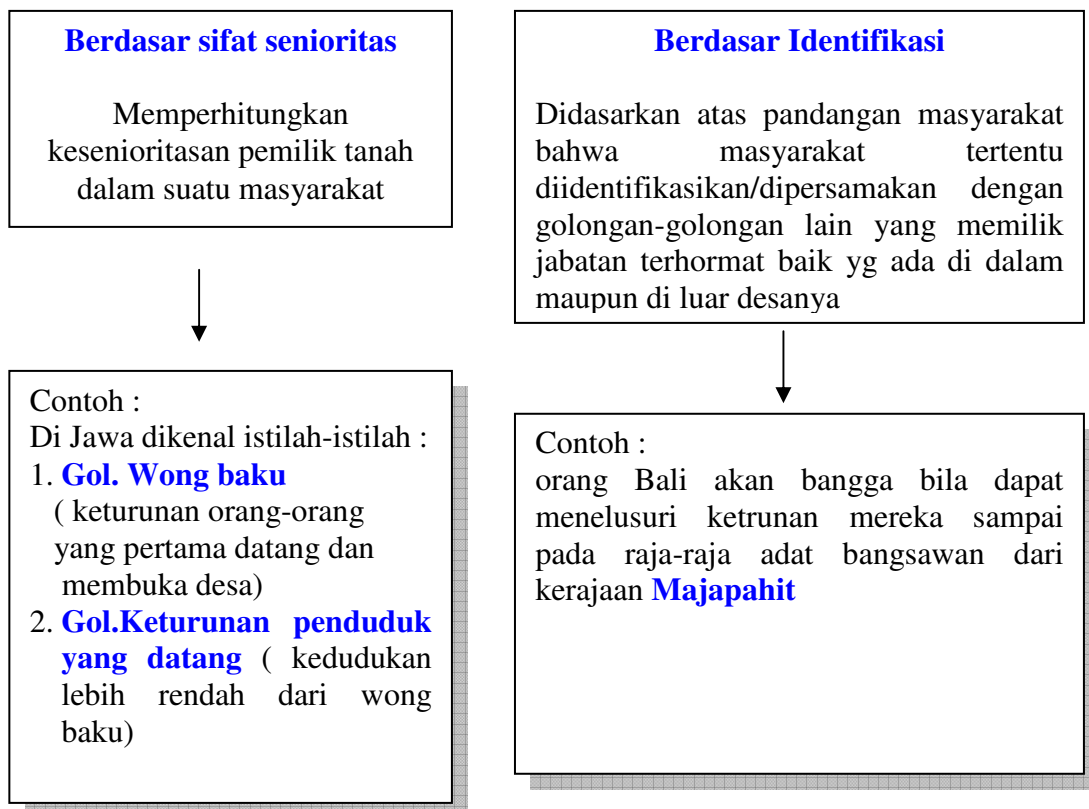 Berdasar sifat senioritas
Memperhitungkan
kesenioritasan pemilik tanah
dalam suatu masyarakat
Berdasar Identifikasi
Didasarkan atas pandangan masyarakat
bahwa masyarakat tertentu
diidentifikasikan/dipersamakan dengan
golongan-golongan lain yang memilik
jabatan terhormat baik yg ada di dalam
maupun di luar desanya
Contoh :
Di Jawa dikenal istilah-istilah :
1. Gol. Wong baku
( keturunan orang-orang
yang pertama datang dan
membuka desa)
2. Gol.Keturunan penduduk
yang datang ( kedudukan
lebih rendah dari wong
baku)
Contoh :
orang Bali akan bangga bila dapat
menelusuri ketrunan mereka sampai
pada raja-raja adat bangsawan dari
kerajaan Majapahit